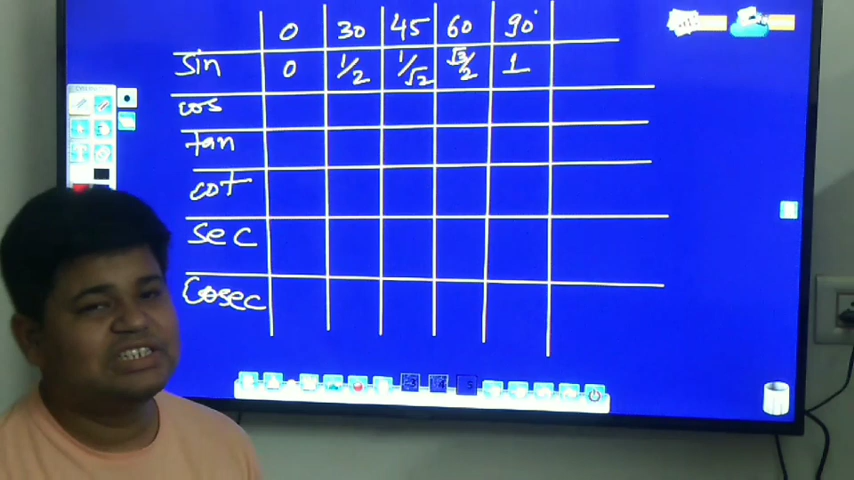 0 30 45 60 90°
sin 0 1/2 1/√2 √3/2 1
cos
Tan
cot
sec
Cosec